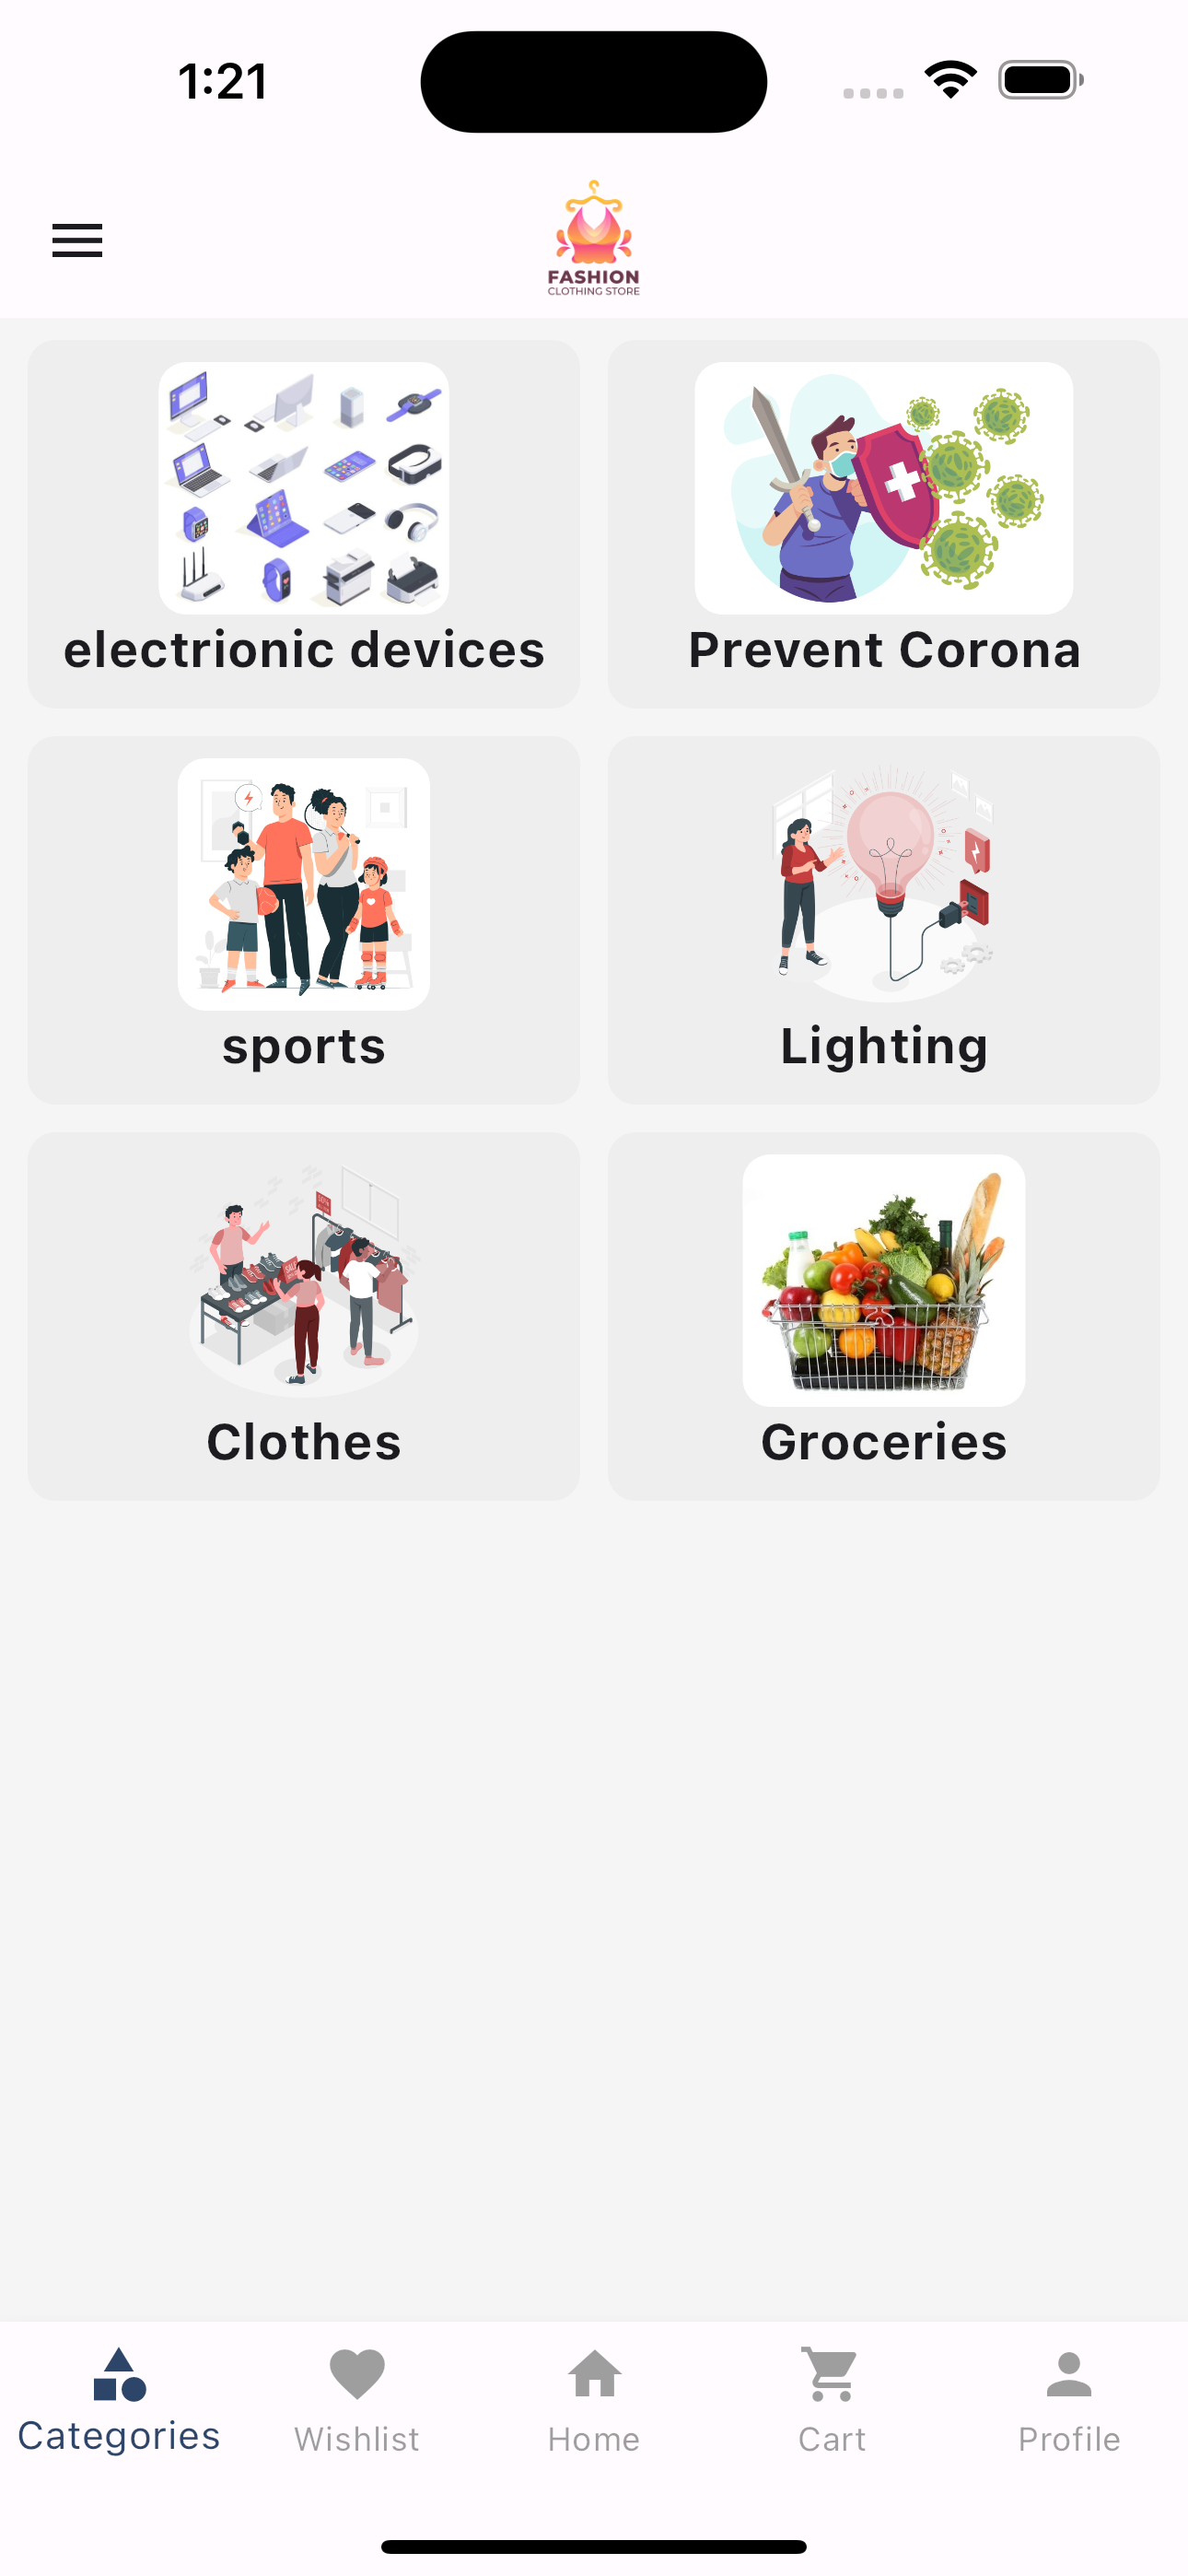 1:21
FASHION
CLOTHING STORE
electrionic devices
Prevent Corona
sports
Lighting
Clothes
Groceries
Categories
Wishlist
Home
Cart
Profile